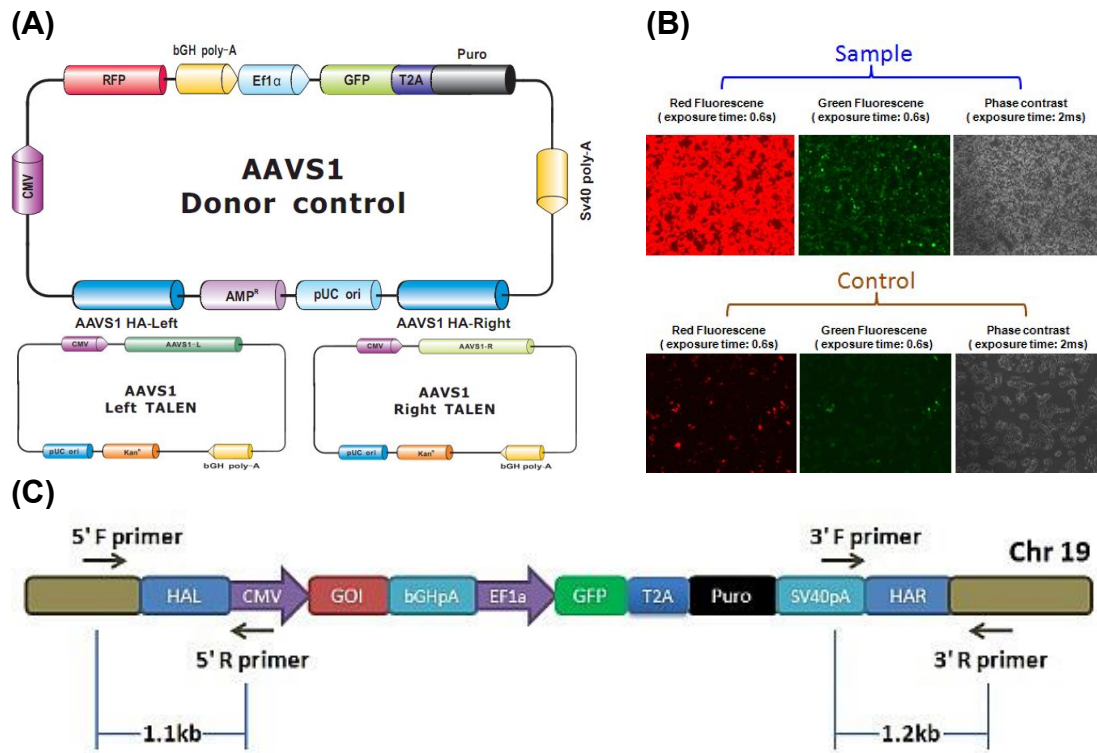 (A)
bGH poly-A
Puro
RFP
Ef1α
GFP
T2A
CMV
AAVS1
Donor control
Sv40 poly-A
AMPᴿ
pUC ori
AAVS1 HA-Left
AAVS1 HA-Right
CMV
AAVS1-L
AAVS1
Left TALEN
pUC ori
Kanᴿ
bGH poly-A
CMV
AAVS1-R
AAVS1
Right TALEN
pUC ori
Kanᴿ
bGH poly-A
(B)
Sample
Red Fluorescene
( exposure time: 0.6s)
Green Fluorescene
( exposure time: 0.6s)
Phase contrast
( exposure time: 2ms)
Control
Red Fluorescene
( exposure time: 0.6s)
Green Fluorescene
( exposure time: 0.6s)
Phase contrast
( exposure time: 2ms)
(C)
5' F primer
3' F primer
Chr 19
HAL
CMV
GOI
bGHpA
EF1a
GFP
T2A
Puro
SV40pA
HAR
5' R primer
3' R primer
1.1kb
1.2kb